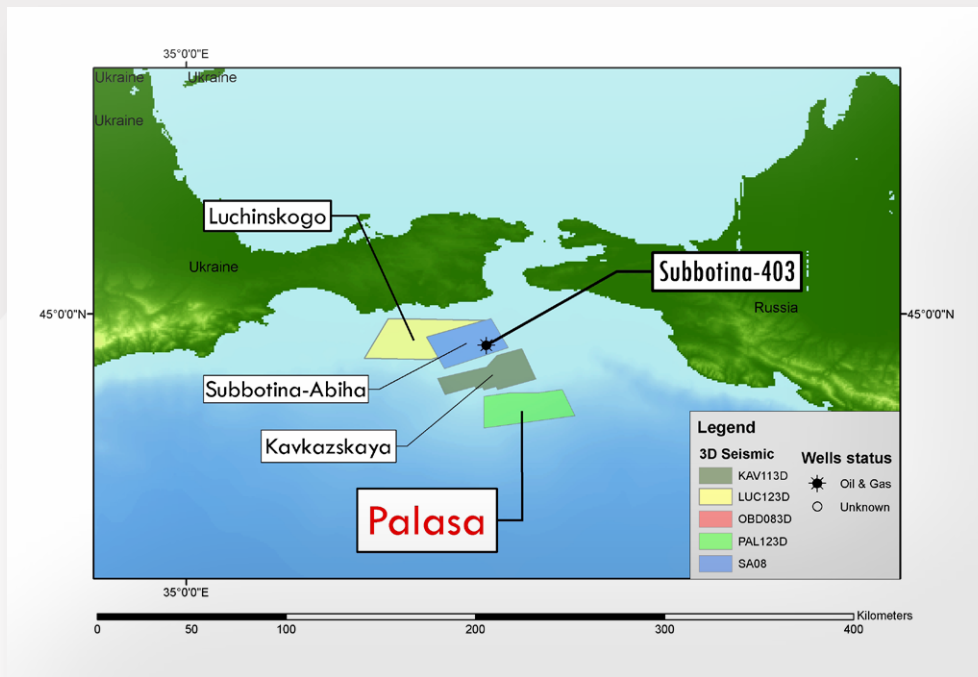 35°0'0"E
Ukraine
Ukraine
Ukraine
Luchinskogo
Ukraine
Subbotina-403
Russia
45°0'0"N
45°0'0"N
Subbotina-Abiha
Kavkazskaya
Palasa
Legend
3D Seismic
KAV113D
LUC123D
OBD083D
PAL123D
SA08
Wells status
Oil & Gas
Unknown
35°0'0"E
Kilometers
0 50 100 200 300 400